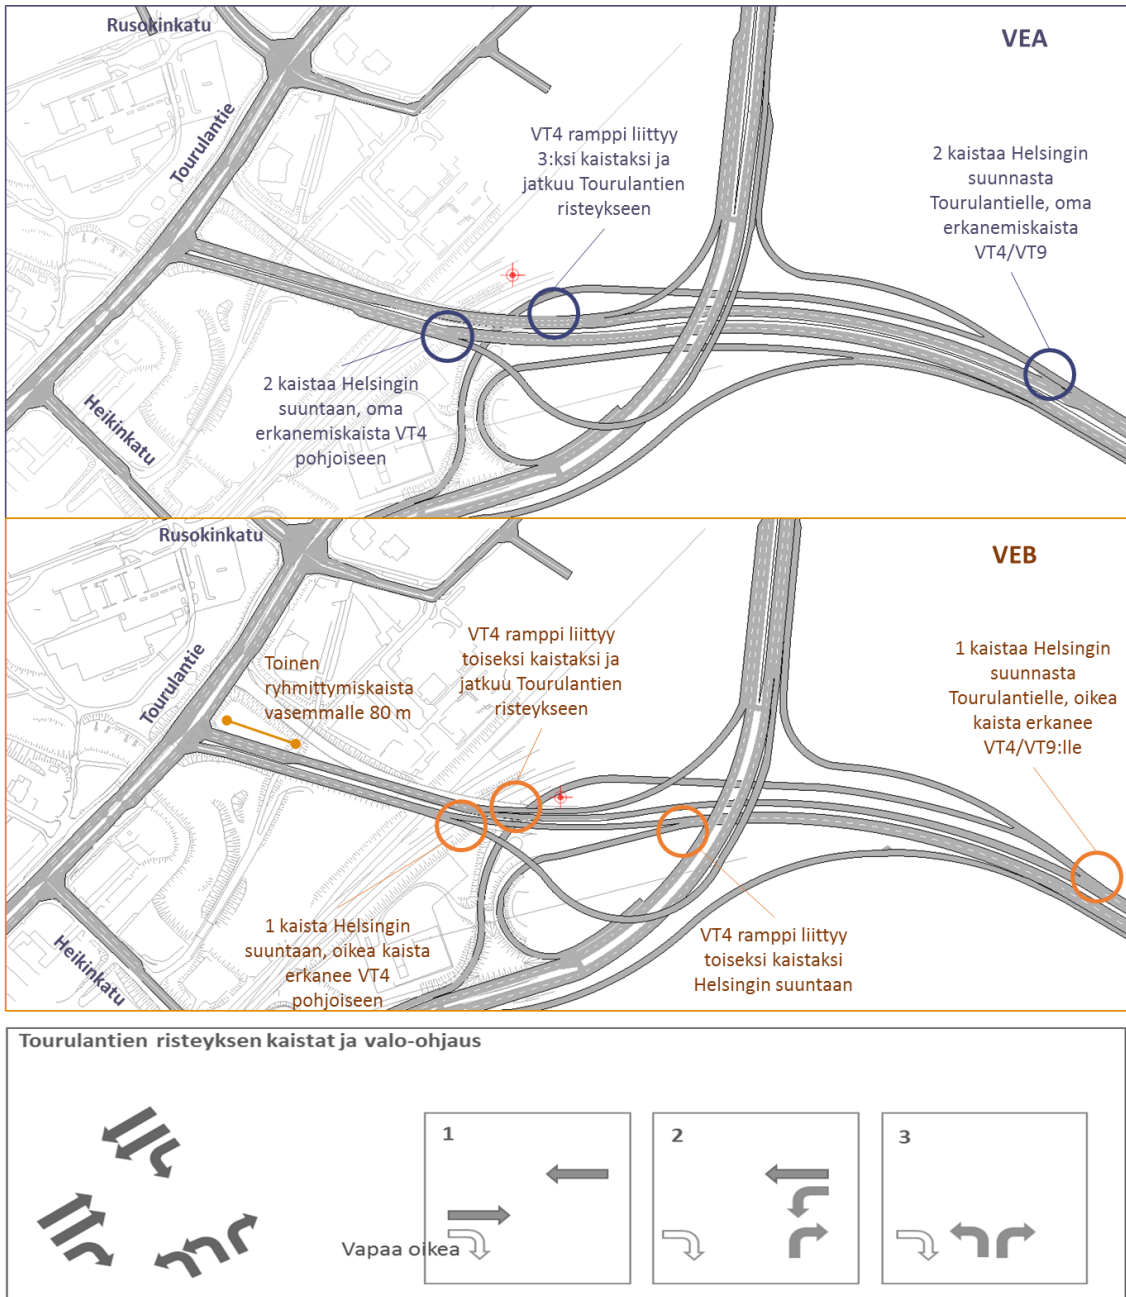 Rusokinkatu
VEA
Tourulantie
VT4 ramppi liittyy
3:ksi kaistaksi ja
jatkuu Tourulantien
risteykseen
2 kaistaa Helsingin
suunnasta
Tourulantielle, oma
erkanemiskaista
VT4/VT9
2 kaistaa Helsingin
suuntaan, oma
erkanemiskaista VT4
pohjoiseen
Heikinkatu
Rusokinkatu
VEB
Tourulantie
Toinen
ryhmittymiskaista
vasemmalle 80 m
VT4 ramppi liittyy
toiseksi kaistaksi ja
jatkuu Tourulantien
risteykseen
1 kaistaa Helsingin
suunnasta
Tourulantielle, oikea
kaista erkanee
VT4/VT9:lle
1 kaista Helsingin
suuntaan, oikea kaista
erkanee VT4
pohjoiseen
VT4 ramppi liittyy
toiseksi kaistaksi
Helsingin suuntaan
Heikinkatu
Tourulantien risteyksen kaistat ja valo-ohjaus
1
2
3
Vapaa oikea